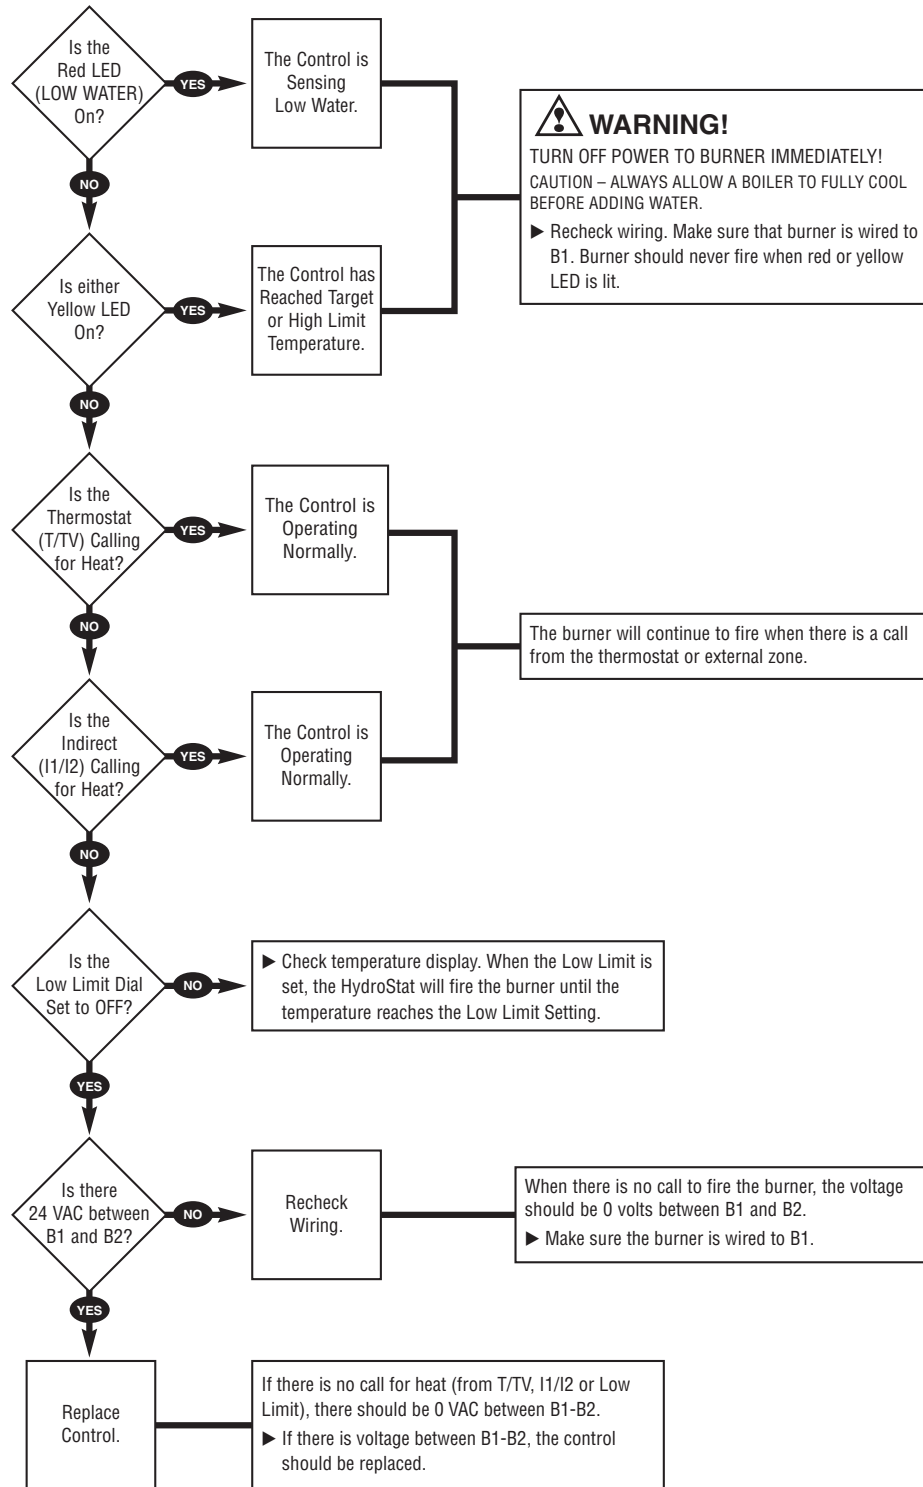 Is the
Red LED
(LOW WATER)
On?
YES
The Control is
Sensing
Low Water.
WARNING!
TURN OFF POWER TO BURNER IMMEDIATELY!
CAUTION – ALWAYS ALLOW A BOILER TO FULLY COOL
BEFORE ADDING WATER.
▶ Recheck wiring. Make sure that burner is wired to
B1. Burner should never fire when red or yellow
LED is lit.
NO
Is either
Yellow LED
On?
YES
The Control has
Reached Target
or High Limit
Temperature.
NO
Is the
Thermostat
(T/TV) Calling
for Heat?
YES
The Control is
Operating
Normally.
The burner will continue to fire when there is a call
from the thermostat or external zone.
NO
Is the
Indirect
(I1/I2) Calling
for Heat?
YES
The Control is
Operating
Normally.
NO
Is the
Low Limit Dial
Set to OFF?
NO
▶ Check temperature display. When the Low Limit is
set, the HydroStat will fire the burner until the
temperature reaches the Low Limit Setting.
YES
Is there
24 VAC between
B1 and B2?
NO
Recheck
Wiring.
When there is no call to fire the burner, the voltage
should be 0 volts between B1 and B2.
▶ Make sure the burner is wired to B1.
YES
Replace
Control.
If there is no call for heat (from T/TV, I1/I2 or Low
Limit), there should be 0 VAC between B1-B2.
▶ If there is voltage between B1-B2, the control
should be replaced.